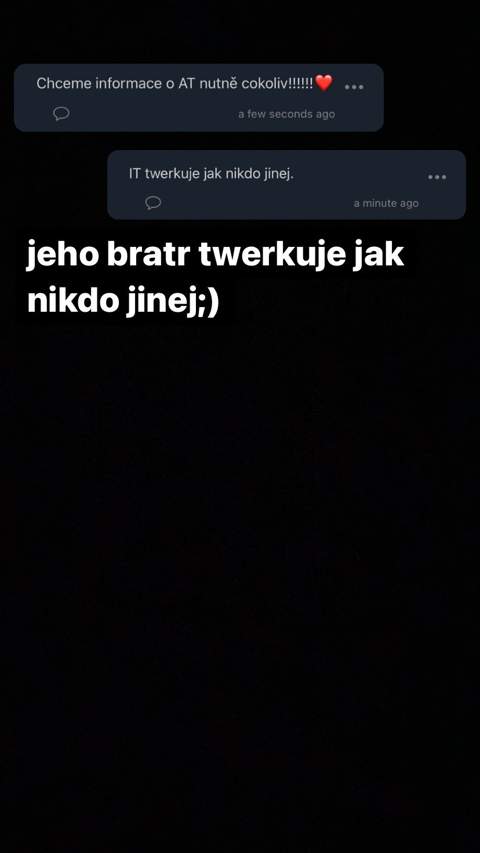 Chceme informace o AT nutně cokoliv!!!!!!❤️
a few seconds ago
IT twerkuje jak nikdo jinej.
a minute ago
jeho bratr twerkuje jak
nikdo jinej;)